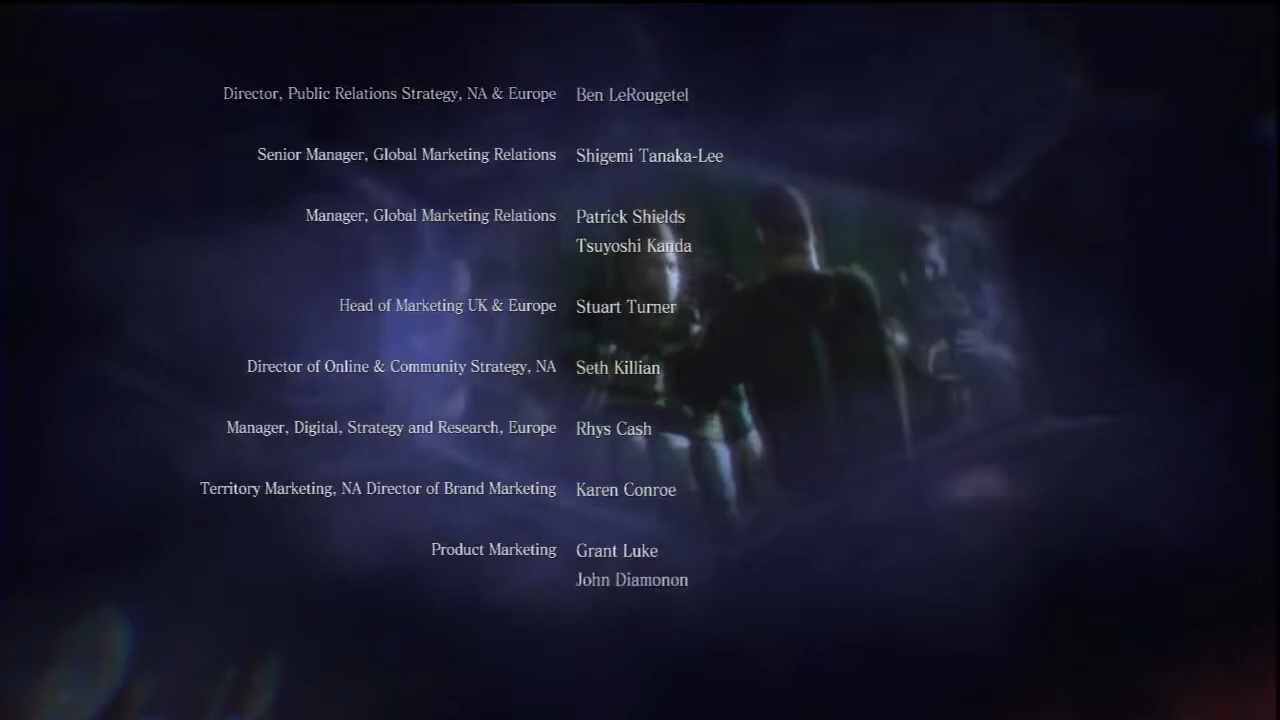 Director, Public Relations Strategy, NA & Europe Ben LeRougetel
Senior Manager, Global Marketing Relations Shigemi Tanaka-Lee
Manager, Global Marketing Relations Patrick Shields
Tsuyoshi Kanda
Head of Marketing UK & Europe Stuart Turner
Director of Online & Community Strategy, NA Seth Killian
Manager, Digital, Strategy and Research, Europe Rhys Cash
Territory Marketing, NA Director of Brand Marketing Karen Conroe
Product Marketing Grant Luke
John Diamonon